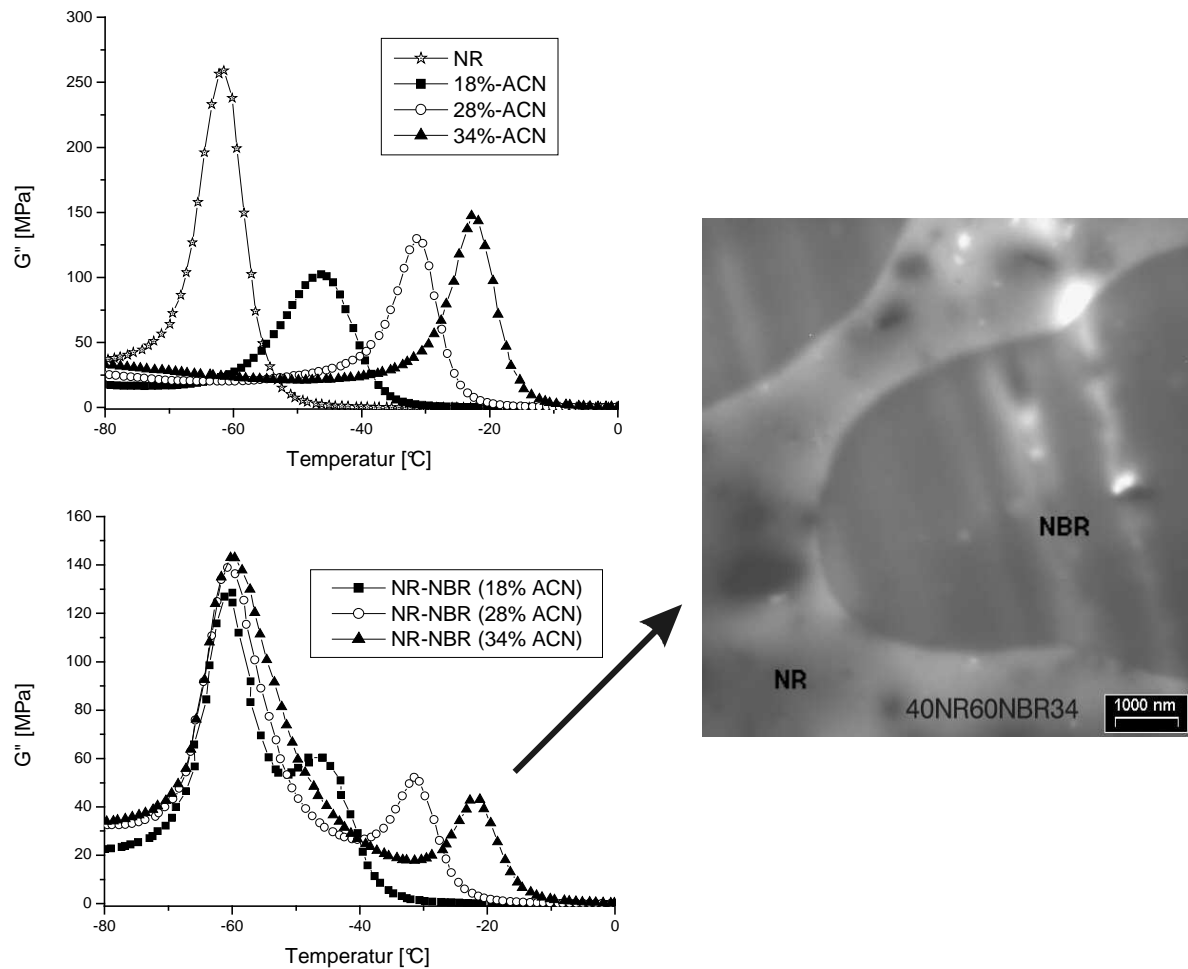 300
250
200
150
100
50
0
G" [MPa]
NR
18%-ACN
28%-ACN
34%-ACN
-80 -60 -40 -20 0
Temperatur [°C]
160
140
120
100
80
60
40
20
0
G" [MPa]
NR-NBR (18% ACN)
NR-NBR (28% ACN)
NR-NBR (34% ACN)
-80 -60 -40 -20 0
Temperatur [°C]
NBR
NR
40NR60NBR34
1000 nm